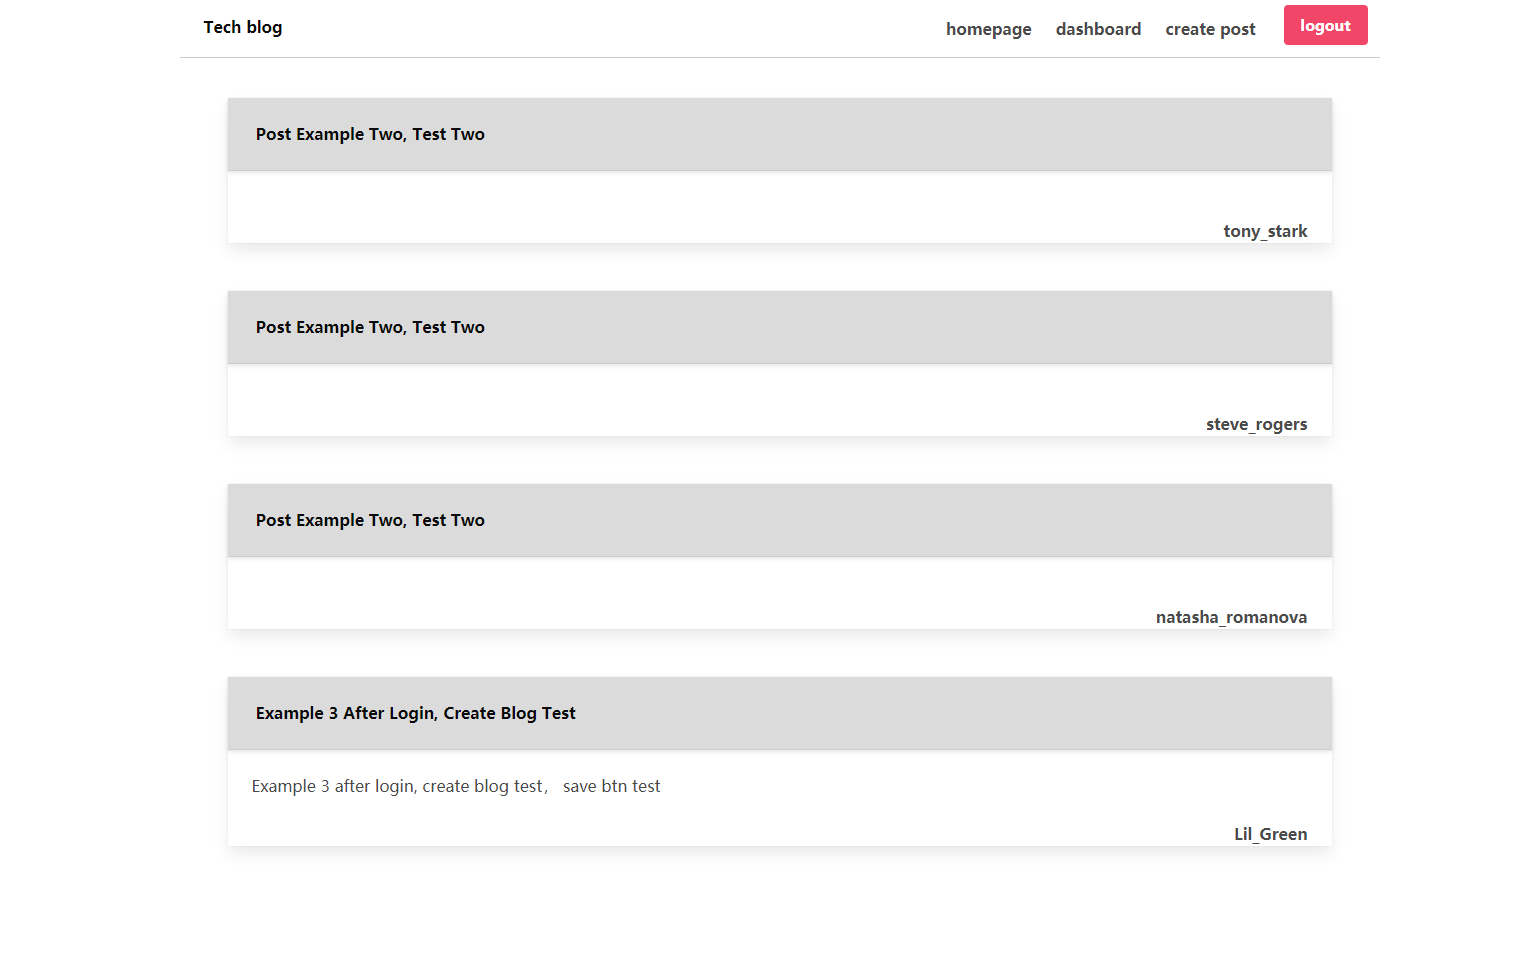 Tech blog homepage dashboard create post logout
Post Example Two, Test Two
tony_stark
Post Example Two, Test Two
steve_rogers
Post Example Two, Test Two
natasha_romanova
Example 3 After Login, Create Blog Test
Example 3 after login, create blog test， save btn test
Lil_Green